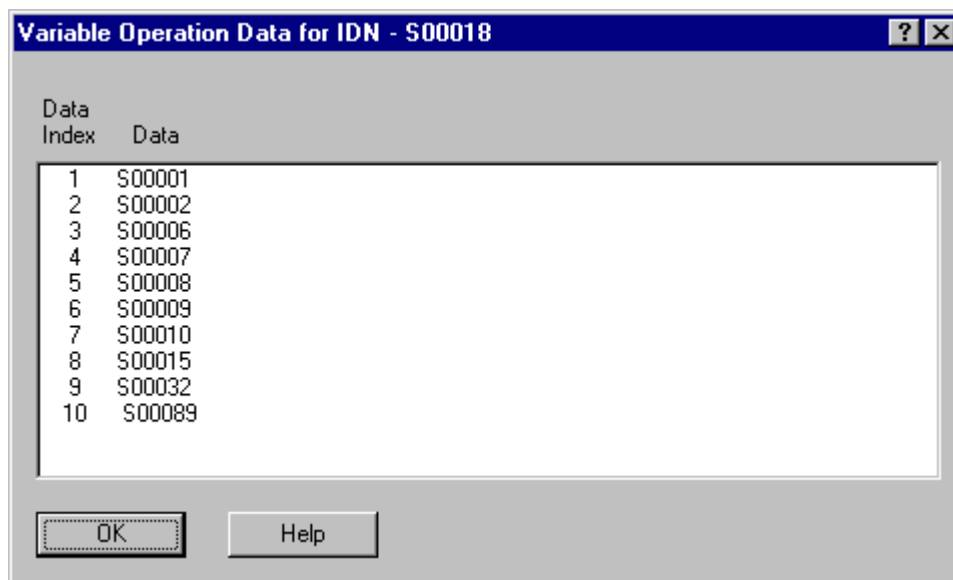 Variable Operation Data for IDN - S00018
Data
Index Data
1 S00001
2 S00002
3 S00006
4 S00007
5 S00008
6 S00009
7 S00010
8 S00015
9 S00032
10 S00089
OK Help